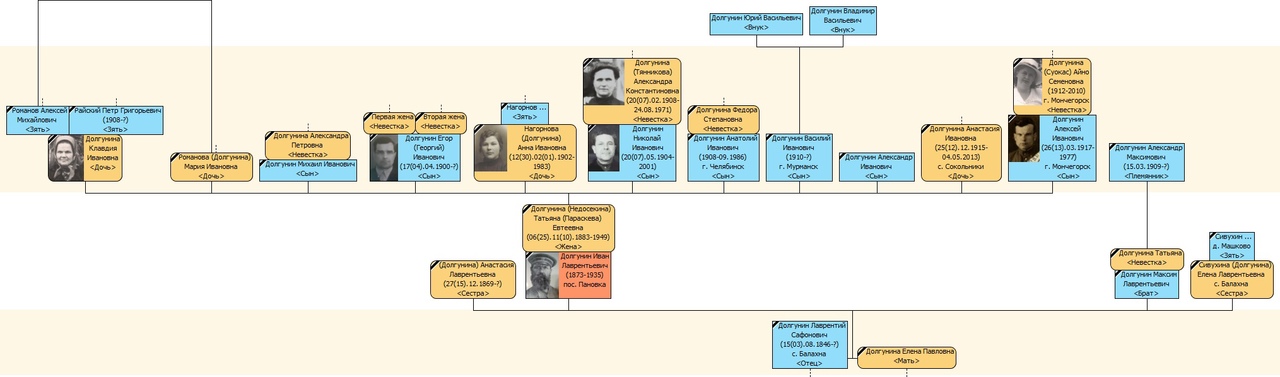 Долгунин Юрий Васильевич
<Внук>
Долгунин Владимир
Васильевич
<Внук>
Романов Алексей
Михайлович
<Зять>
Райский Петр Григорьевич
(1908-?)
<Зять>
Долгунина
Клавдия
Ивановна
<Дочь>
Романова (Долгунина)
Мария Ивановна
<Дочь>
Долгунина Александра
Петровна
<Невестка>
Долгунин Михаил Иванович
<Сын>
Первая жена
<Невестка>
Вторая жена
<Невестка>
Долгунин Егор
(Георгий)
Иванович
(17(04).04.1900-?)
<Сын>
Нагорнов ...
<Зять>
Нагорнова
(Долгунина)
Анна Ивановна
(12(30).02(01).1902-
1983)
<Дочь>
Долгунина
(Тянникова)
Александра
Константиновна
(20(07).02.1908-
24.08.1971)
<Невестка>
Долгунин
Николай
Иванович
(20(07).05.1904-
2001)
<Сын>
Долгунина Федора
Степановна
<Невестка>
Долгунин Анатолий
Иванович
(1908-09.1986)
г. Челябинск
<Сын>
Долгунин Василий
Иванович
(1910-?)
г. Мурманск
<Сын>
Долгунин Александр
Иванович
<Сын>
Долгунина Анастасия
Ивановна
(25(12).12.1915-
04.05.2013)
с. Сокольники
<Дочь>
Долгунина
(Суокас) Айно
Семеновна
(1912-2010)
г. Мончегорск
<Невестка>
Долгунин
Алексей
Иванович
(26(13).03.1917-
1977)
г. Мончегорск
<Сын>
Долгунин Александр
Максимович
(15.03.1909-?)
<Племянник>
Долгунина (Недосекина)
Татьяна (Параскева)
Евтеевна
(06(25).11(10).1883-1949)
<Жена>
(Долгунина) Анастасия
Лаврентьевна
(27(15).12.1869-?)
<Сестра>
Долгунин Иван
Лаврентьевич
(1873-1935)
пос. Пановка
Долгунина Татьяна
<Невестка>
Долгунин Максим
Лаврентьевич
<Брат>
Сивухин ...
д. Машково
<Зять>
Сивухина (Долгунина)
Елена Лаврентьевна
с. Балахна
<Сестра>
Долгунин Лаврентий
Сафонович
(15(03).08.1846-?)
с. Балахна
<Отец>
Долгунина Елена Павловна
<Мать>